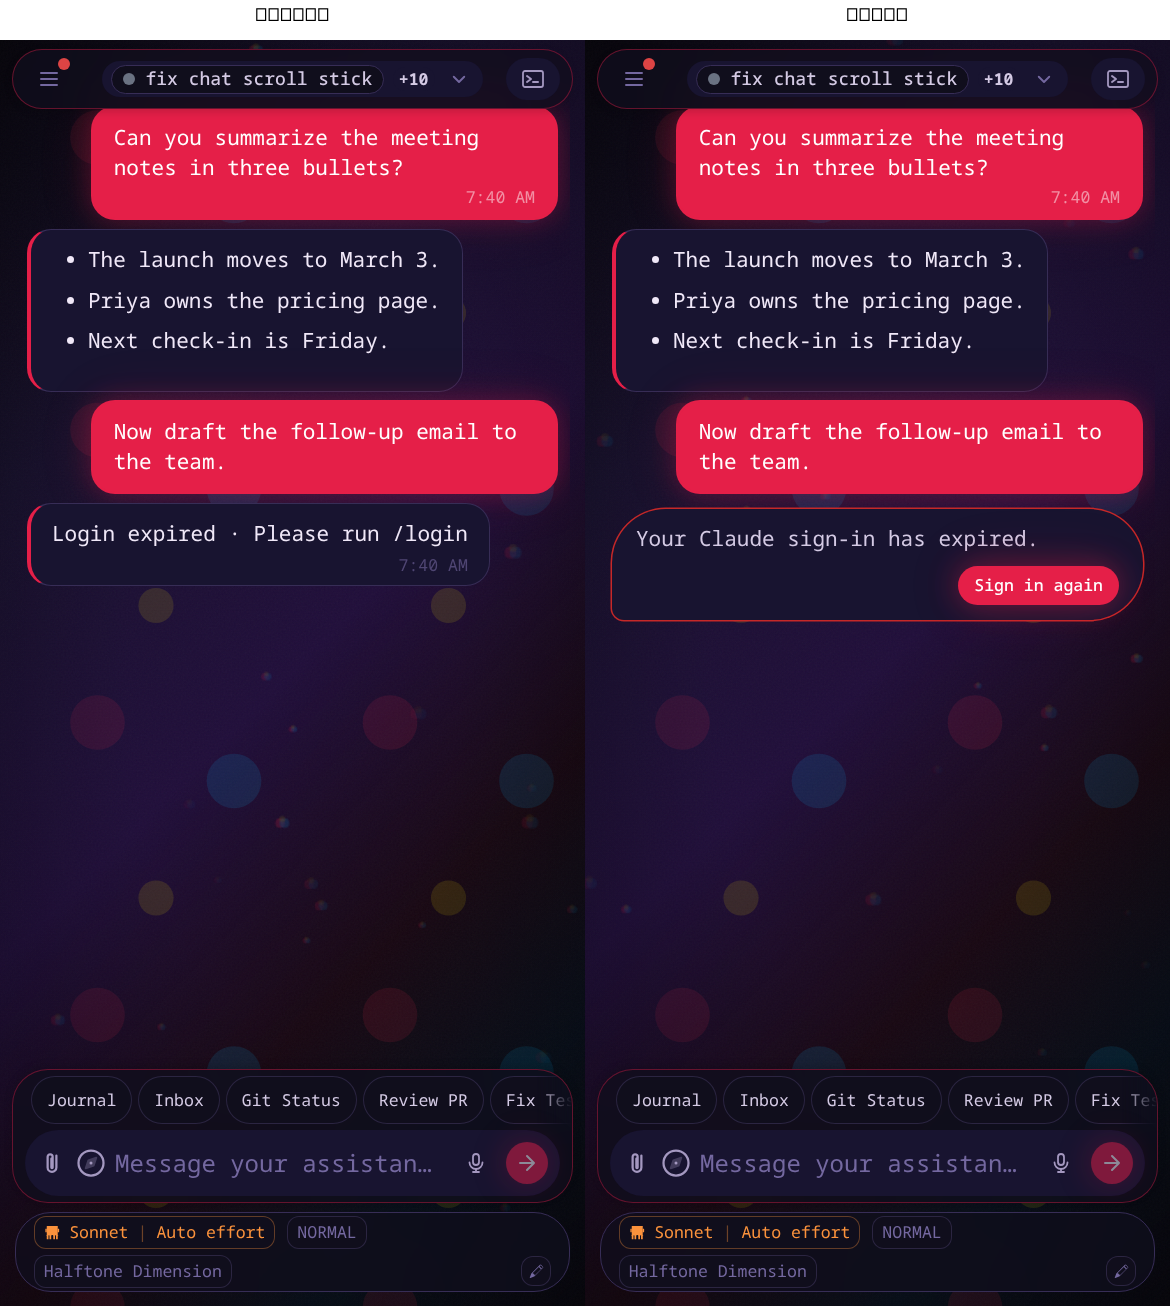 fix chat scroll stick +10
Can you summarize the meeting
notes in three bullets?
7:40 AM
• The launch moves to March 3.
• Priya owns the pricing page.
• Next check-in is Friday.
Now draft the follow-up email to
the team.
Login expired · Please run /login
7:40 AM
Journal Inbox Git Status Review PR Fix
Message your assistan…
Sonnet | Auto effort NORMAL
Halftone Dimension
fix chat scroll stick +10
Can you summarize the meeting
notes in three bullets?
7:40 AM
• The launch moves to March 3.
• Priya owns the pricing page.
• Next check-in is Friday.
Now draft the follow-up email to
the team.
Your Claude sign-in has expired.
Sign in again
Journal Inbox Git Status Review PR Fix
Message your assistan…
Sonnet | Auto effort NORMAL
Halftone Dimension